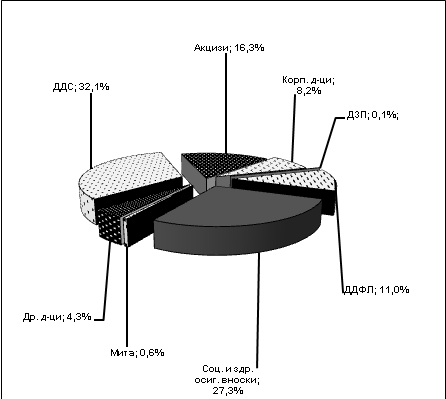 Акцизи; 16,3%
Корп. д-ци;
8,2%
ДДС; 32,1%
ДЗП; 0,1%;
ДДФЛ; 11,0%
Др. д-ци; 4,3%
Мита; 0,6%
Соц. и здр.
осиг. вноски;
27,3%